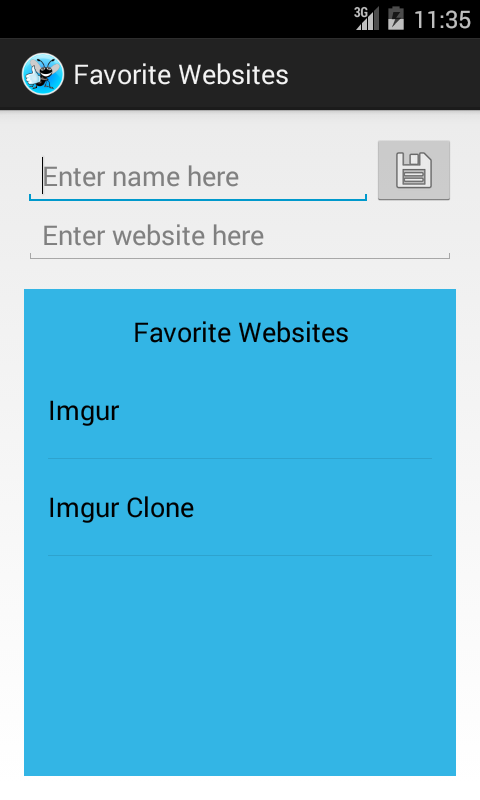 3G 11:35
Favorite Websites
Enter name here
Enter website here
Favorite Websites
Imgur
Imgur Clone